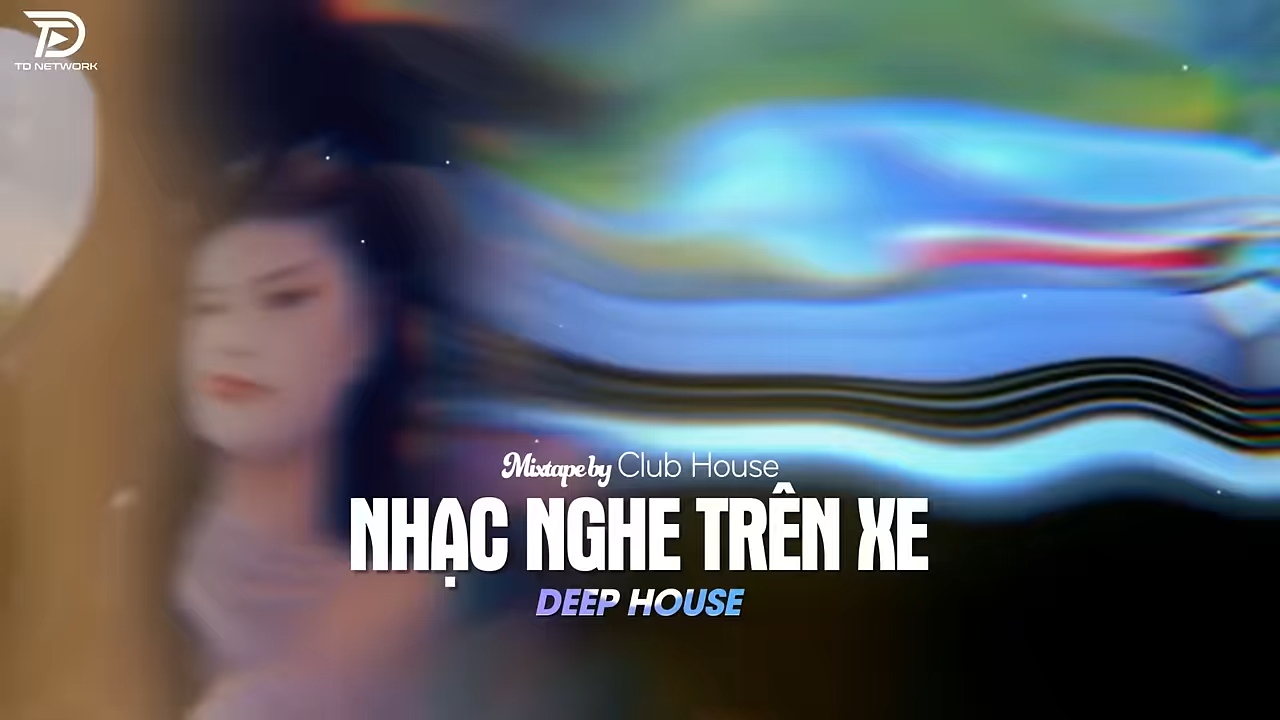 TD NETWORK
Mixtape by Club House
NHẠC NGHE TRÊN XE
DEEP HOUSE